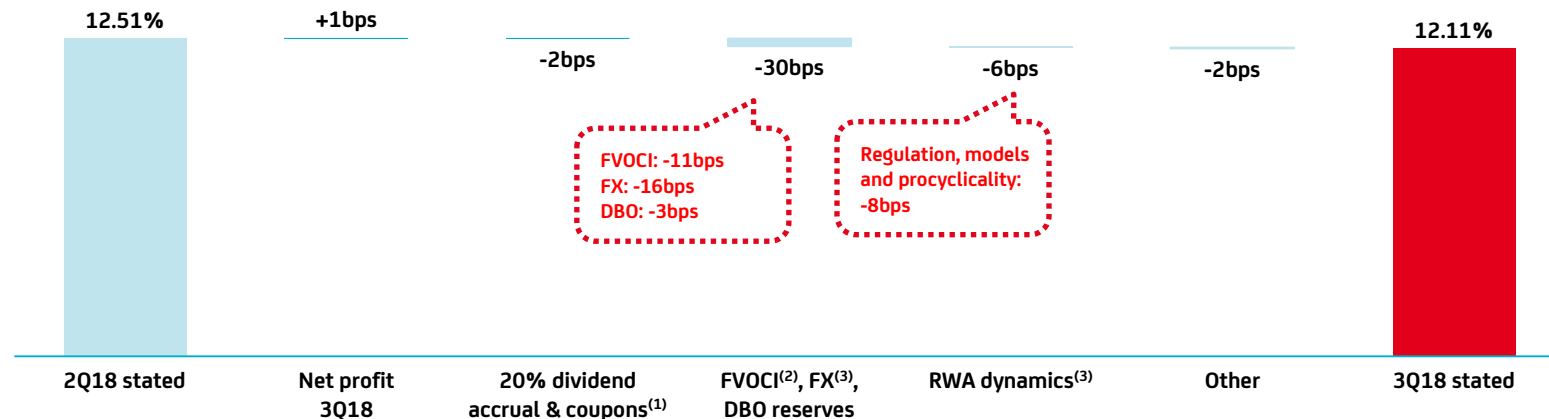 12.51%
+1bps
-2bps
-30bps
-6bps
-2bps
12.11%
FVOCI: -11bps
FX: -16bps
DBO: -3bps
Regulation, models
and procyclicality:
-8bps
2Q18 stated
Net profit
3Q18
20% dividend
accrual & coupons(1)
FVOCI(2), FX(3),
DBO reserves
RWA dynamics(3)
Other
3Q18 stated